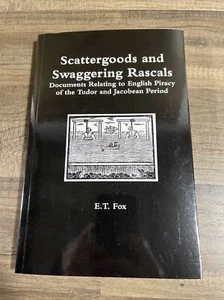 Scattergoods and
Swaggering Rascals
Documents Relating to English Piracy
of the Tudor and Jacobean Period
E.T. Fox